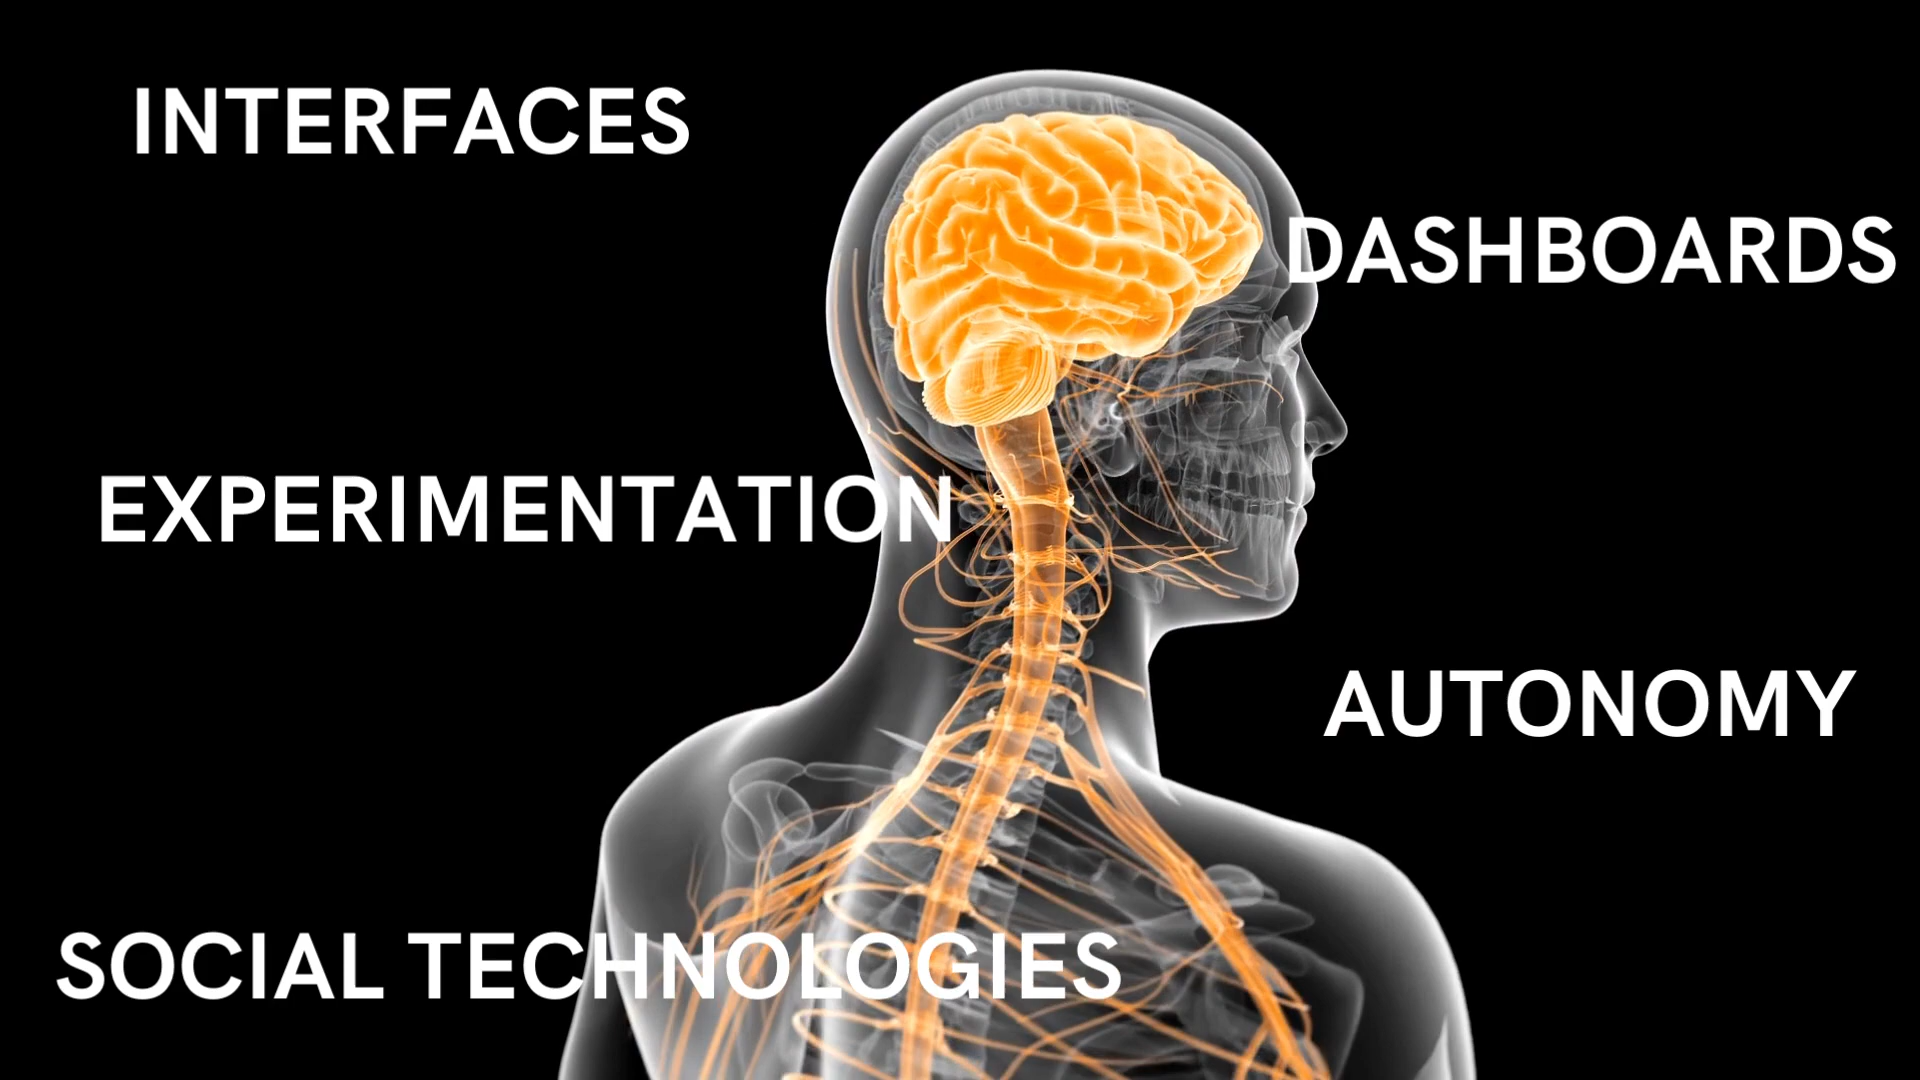 INTERFACES
DASHBOARDS
EXPERIMENTATION
AUTONOMY
SOCIAL TECHNOLOGIES